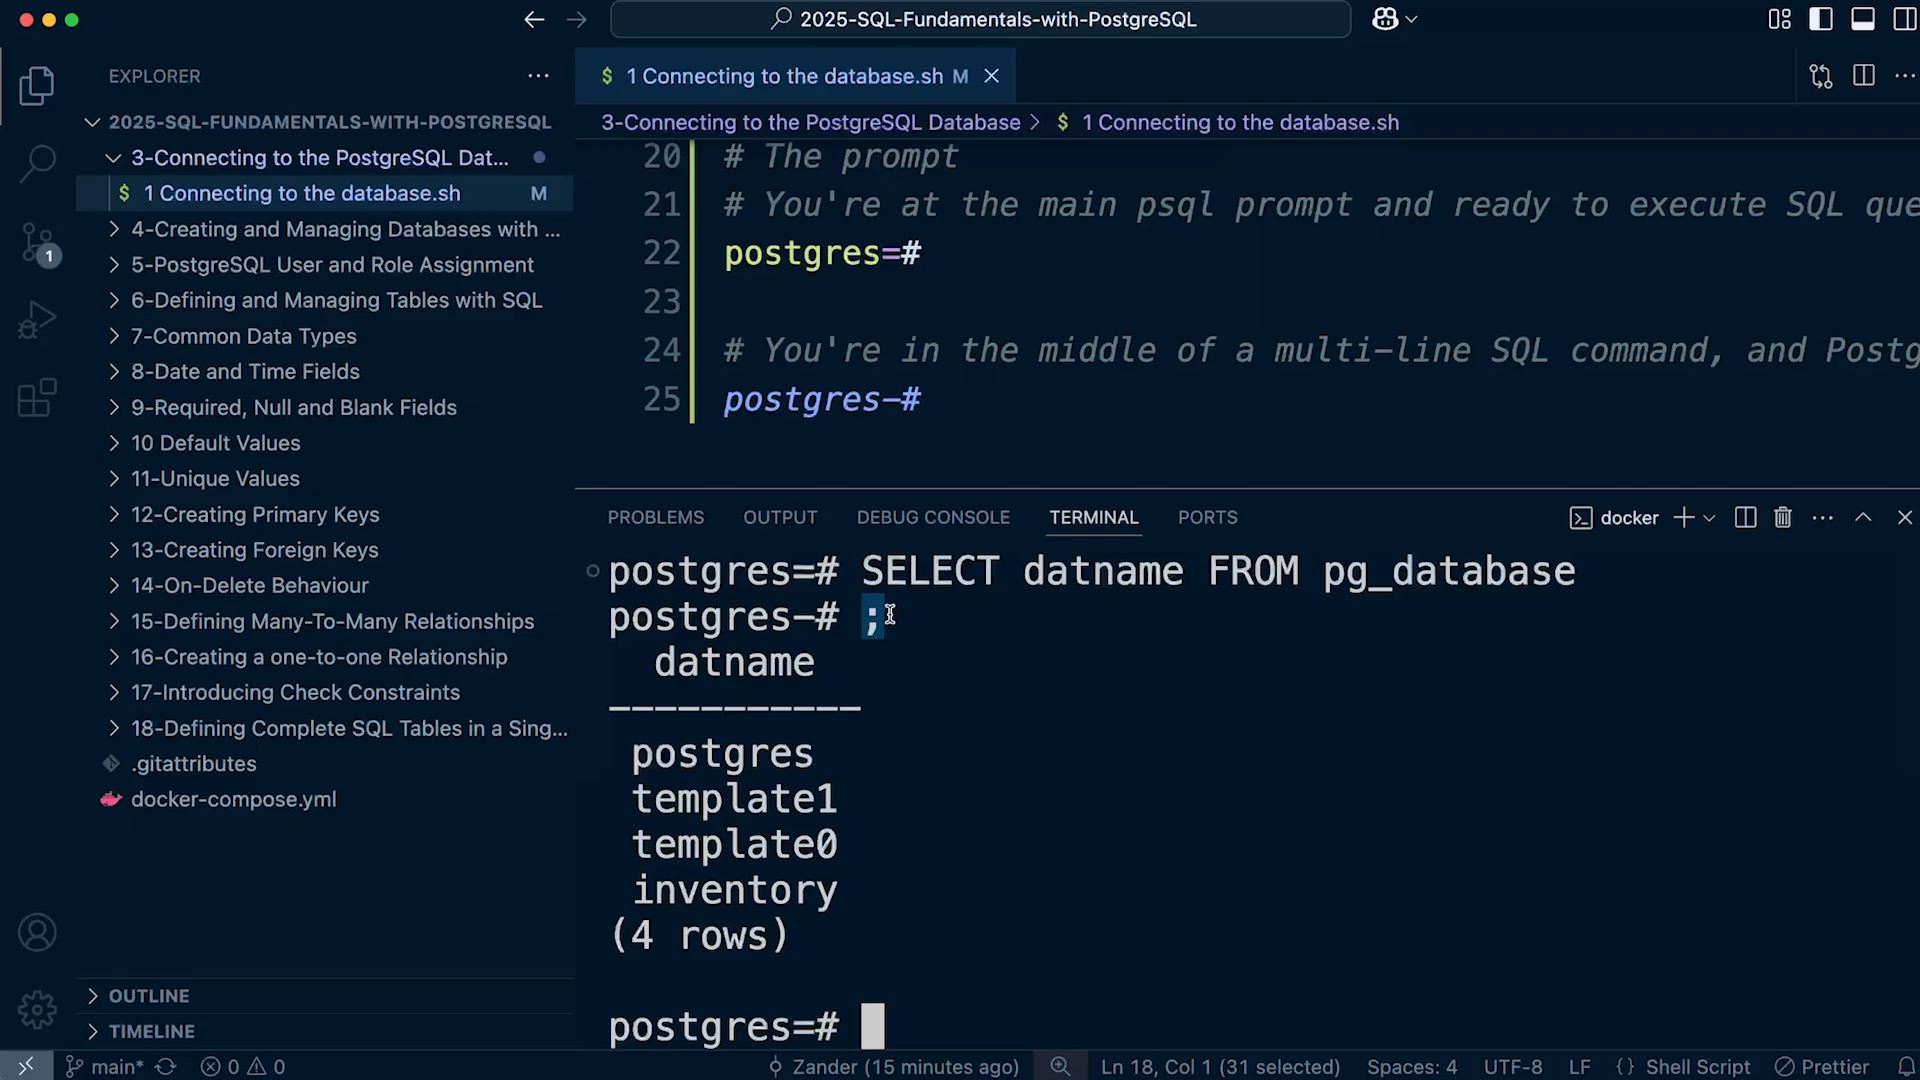 2025-SQL-Fundamentals-with-PostgreSQL
EXPLORER
2025-SQL-FUNDAMENTALS-WITH-POSTGRESQL
3-Connecting to the PostgreSQL Dat...
$ 1 Connecting to the database.sh M
4-Creating and Managing Databases with ...
5-PostgreSQL User and Role Assignment
6-Defining and Managing Tables with SQL
7-Common Data Types
8-Date and Time Fields
9-Required, Null and Blank Fields
10 Default Values
11-Unique Values
12-Creating Primary Keys
13-Creating Foreign Keys
14-On-Delete Behaviour
15-Defining Many-To-Many Relationships
16-Creating a one-to-one Relationship
17-Introducing Check Constraints
18-Defining Complete SQL Tables in a Sing...
.gitattributes
docker-compose.yml
OUTLINE
TIMELINE
1
$ 1 Connecting to the database.sh M
3-Connecting to the PostgreSQL Database > $ 1 Connecting to the database.sh
20 # The prompt
21 # You're at the main psql prompt and ready to execute SQL que
22 postgres=#
23
24 # You're in the middle of a multi-line SQL command, and Postg
25 postgres-#
PROBLEMS OUTPUT DEBUG CONSOLE TERMINAL PORTS
docker
postgres=# SELECT datname FROM pg_database
postgres-# ;
datname
-----------
postgres
template1
template0
inventory
(4 rows)
postgres=#
main* 0 0 Zander (15 minutes ago) Ln 18, Col 1 (31 selected) Spaces: 4 UTF-8 LF {} Shell Script Prettier